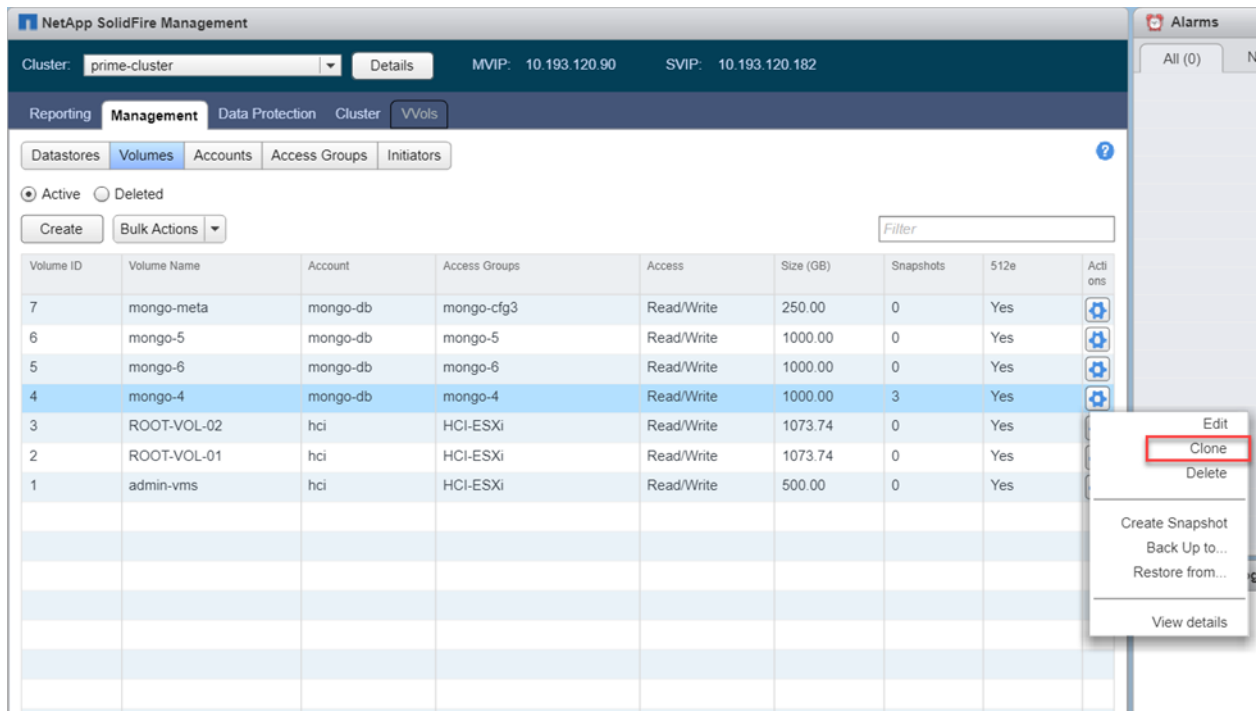 NetApp SolidFire Management
Alarms
Cluster: prime-cluster Details MVIP: 10.193.120.90 SVIP: 10.193.120.182
All (0) N
Reporting Management Data Protection Cluster VVols
Datastores Volumes Accounts Access Groups Initiators ?
Active Deleted
Create Bulk Actions Filter
Volume ID Volume Name Account Access Groups Access Size (GB) Snapshots 512e Acti
ons
7 mongo-meta mongo-db mongo-cfg3 Read/Write 250.00 0 Yes
6 mongo-5 mongo-db mongo-5 Read/Write 1000.00 0 Yes
5 mongo-6 mongo-db mongo-6 Read/Write 1000.00 0 Yes
4 mongo-4 mongo-db mongo-4 Read/Write 1000.00 3 Yes
3 ROOT-VOL-02 hci HCI-ESXi Read/Write 1073.74 0 Yes
2 ROOT-VOL-01 hci HCI-ESXi Read/Write 1073.74 0 Yes
1 admin-vms hci HCI-ESXi Read/Write 500.00 0 Yes
Edit
Clone
Delete
Create Snapshot
Back Up to...
Restore from...
View details